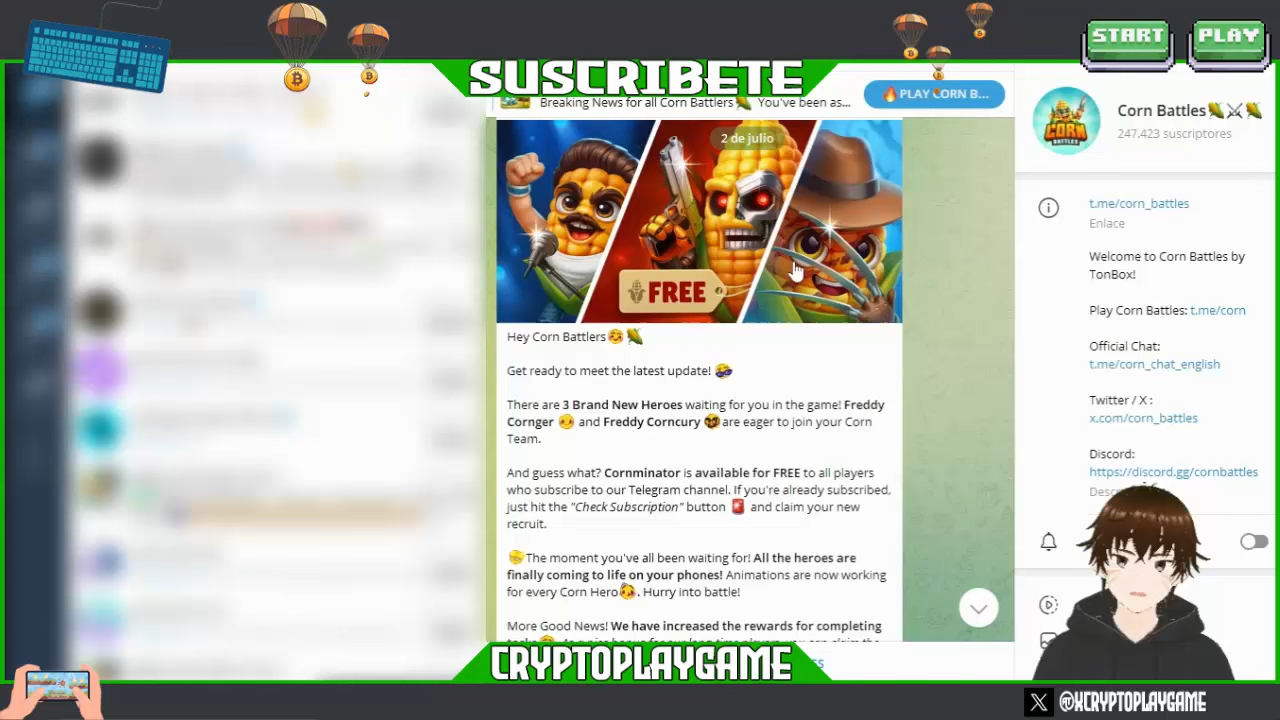 START
PLAY
SUSCRIBETE
Breaking News for all Corn Battlers🌽 You've been as...
🔥PLAY CORN B...
2 de julio
FREE
Hey Corn Battlers
Get ready to meet the latest update!
There are 3 Brand New Heroes waiting for you in the game! Freddy
Cornger and Freddy Corncury are eager to join your Corn
Team.
And guess what? Cornminator is available for FREE to all players
who subscribe to our Telegram channel. If you're already subscribed,
just hit the "Check Subscription" button 🚨 and claim your new
recruit.
The moment you've all been waiting for! All the heroes are
finally coming to life on your phones! Animations are now working
for every Corn Hero. Hurry into battle!
More Good News! We have increased the rewards for completing
CORN BATTLES
Corn Battles🌽⚔🌽
247,423 suscriptores
t.me/corn_battles
Enlace
Welcome to Corn Battles by
TonBox!
Play Corn Battles: t.me/corn
Official Chat:
t.me/corn_chat_english
Twitter / X :
x.com/corn_battles
Discord:
https://discord.gg/cornbattles
CRYPTOPLAYGAME
X @XCRYPTOPLAYGAME